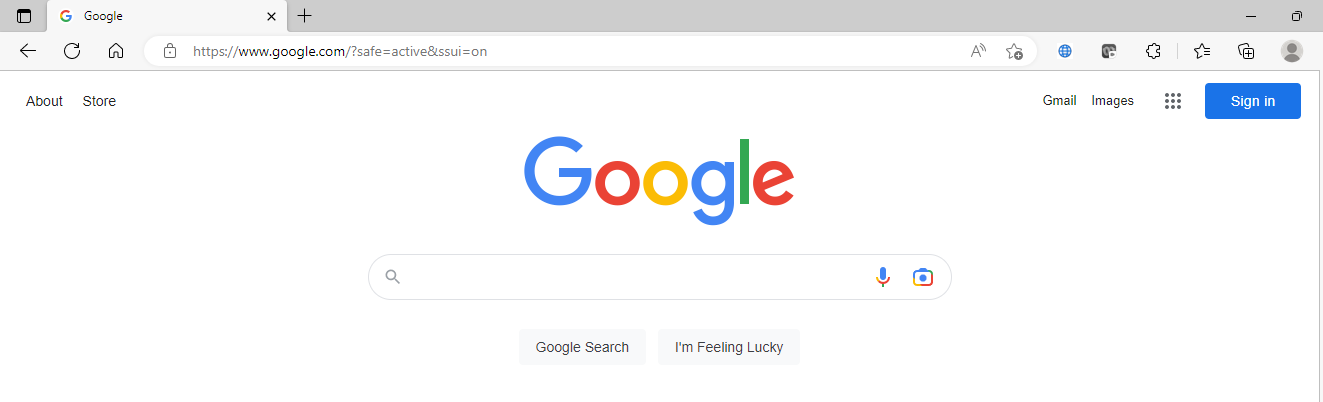 Google
https://www.google.com/?safe=active&ssui=on
About Store Gmail Images Sign in
Google
Google Search I'm Feeling Lucky